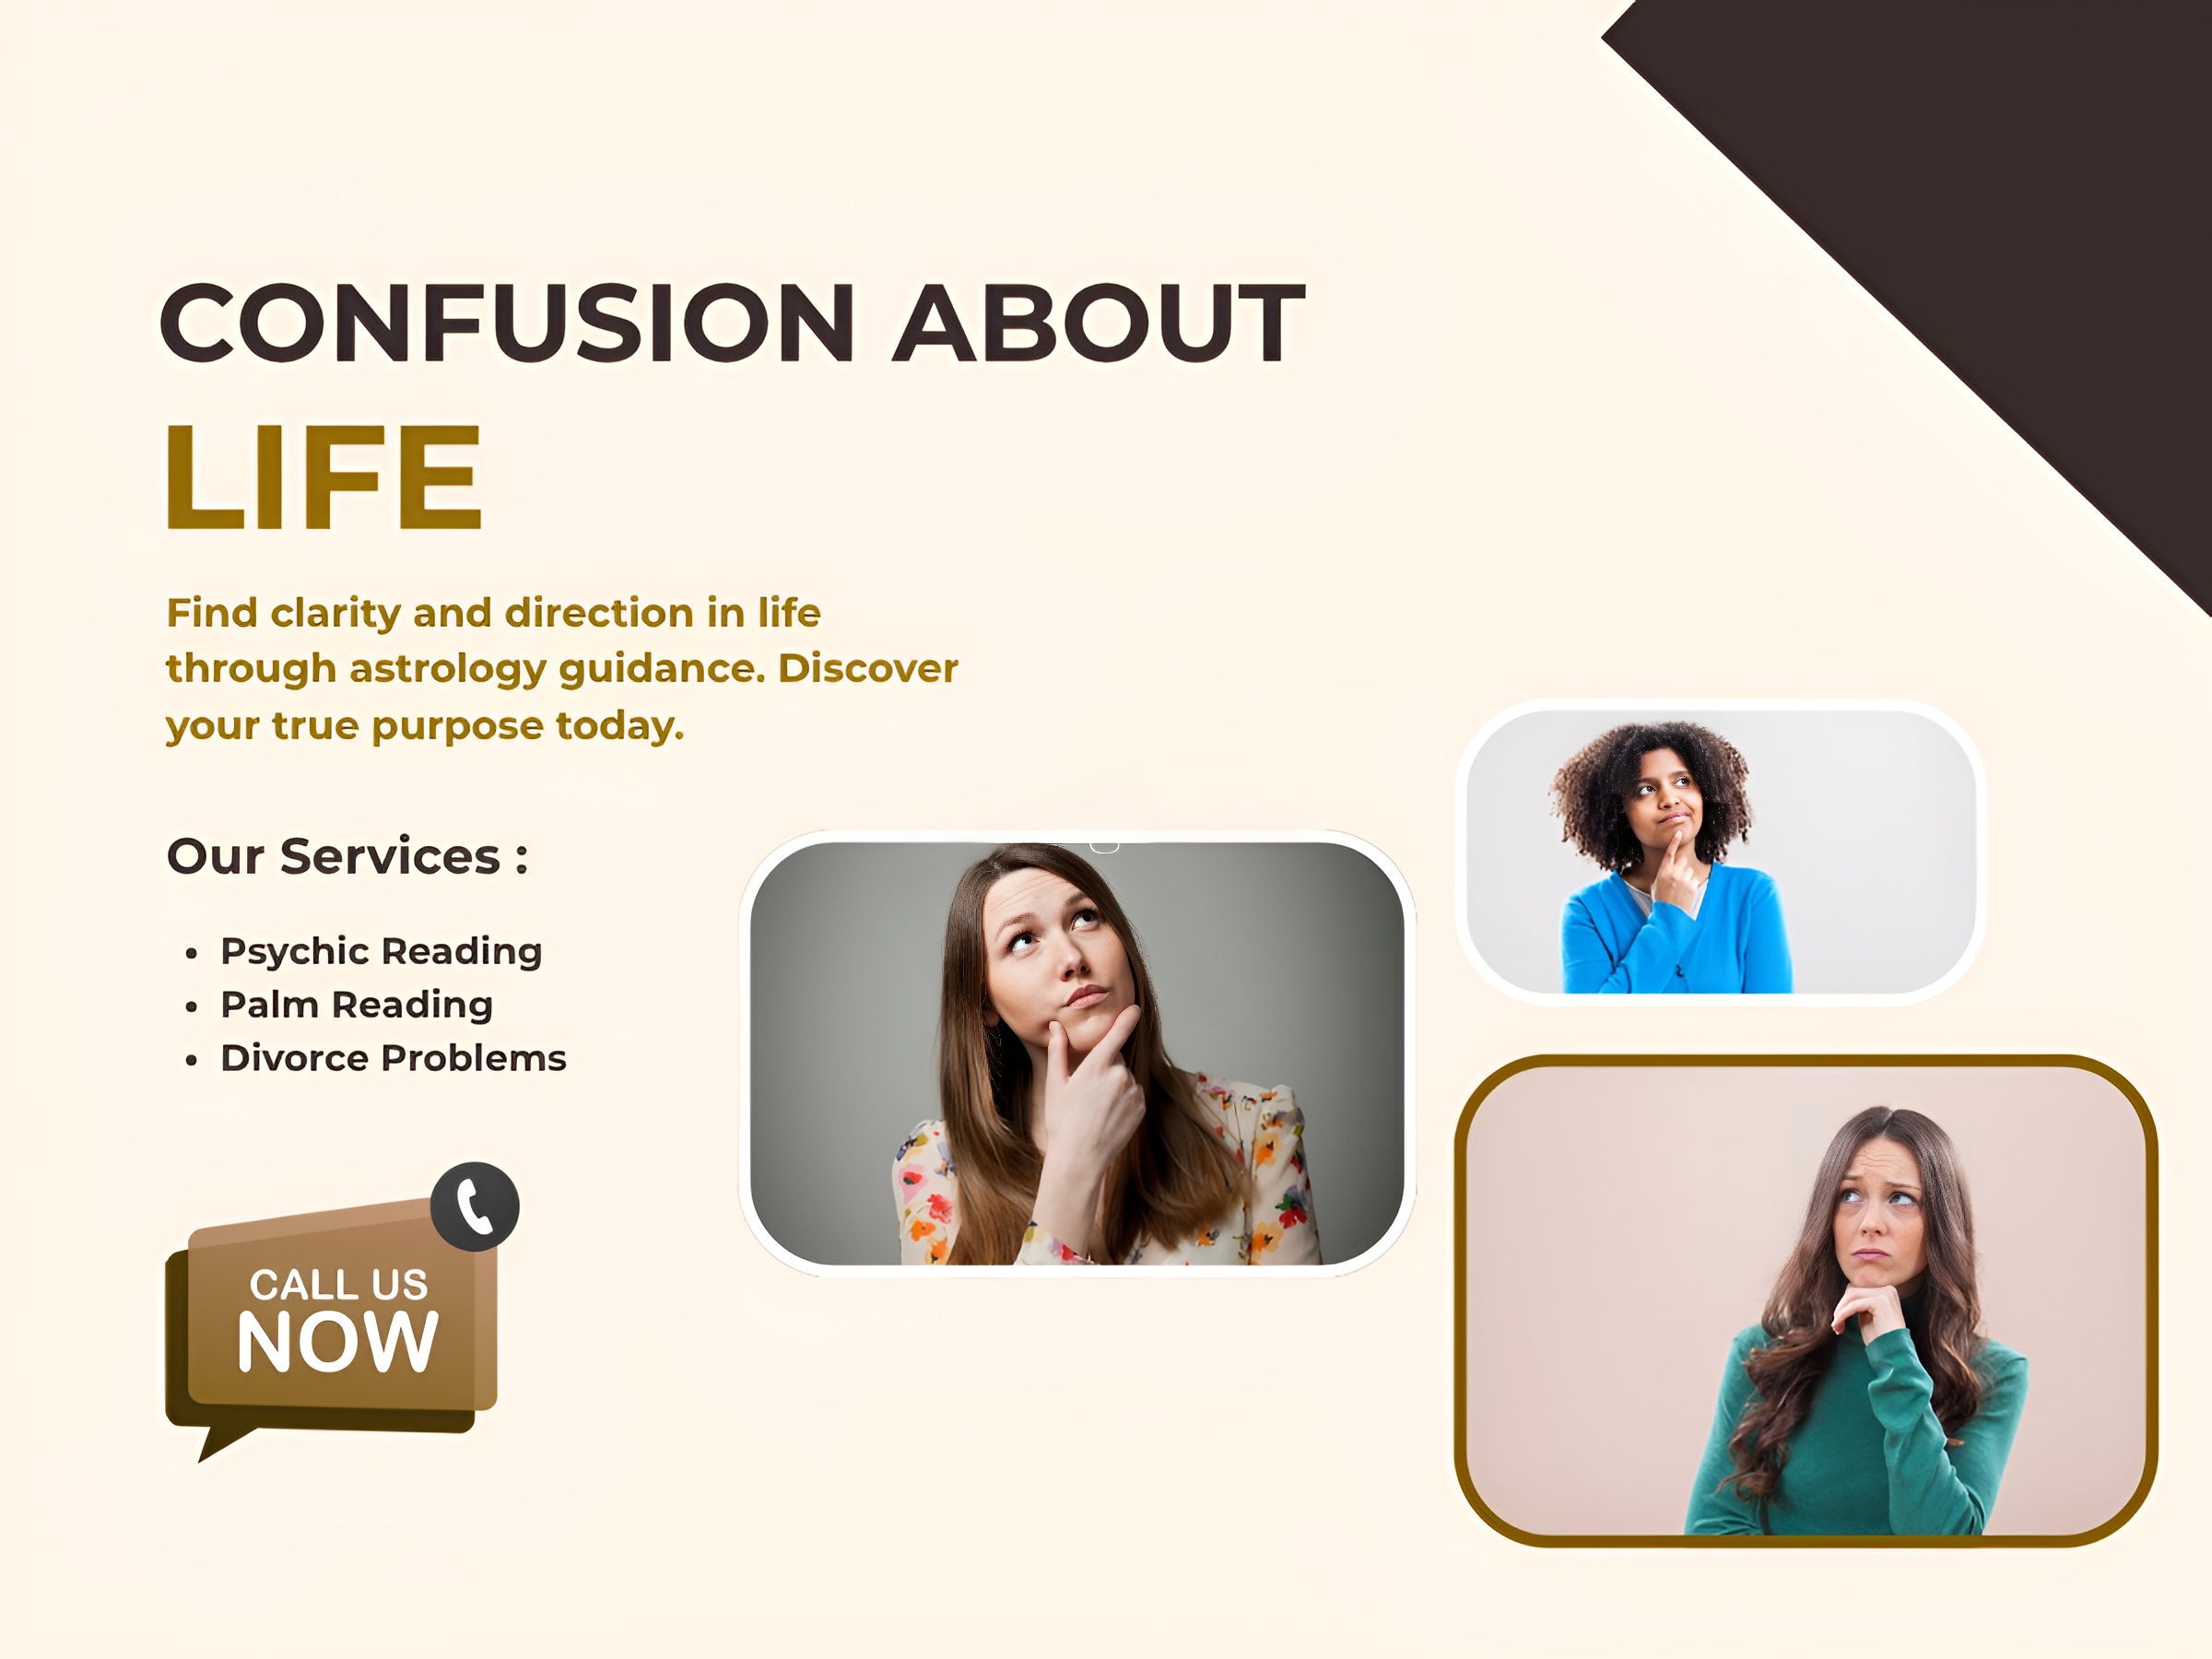 CONFUSION ABOUT
LIFE
Find clarity and direction in life
through astrology guidance. Discover
your true purpose today.
Our Services :
• Psychic Reading
• Palm Reading
• Divorce Problems
CALL US
NOW